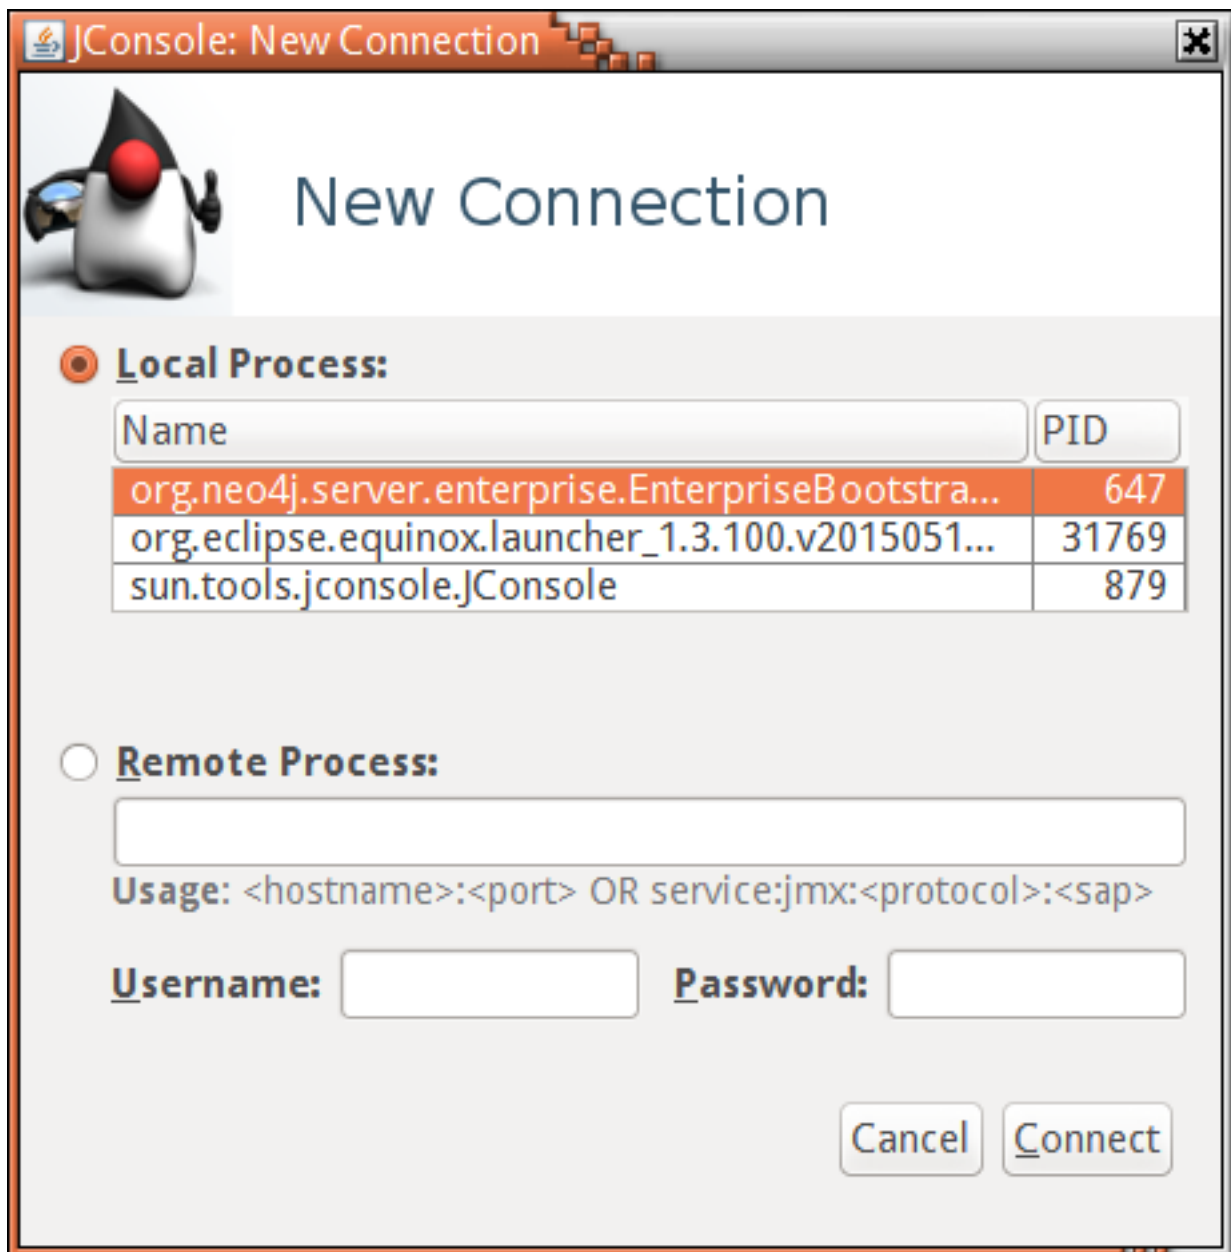 JConsole: New Connection
New Connection
Local Process:
Name PID
org.neo4j.server.enterprise.EnterpriseBootstra... 647
org.eclipse.equinox.launcher_1.3.100.v2015051... 31769
sun.tools.jconsole.JConsole 879
Remote Process:
Usage: <hostname>:<port> OR service:jmx:<protocol>:<sap>
Username: Password:
Cancel Connect